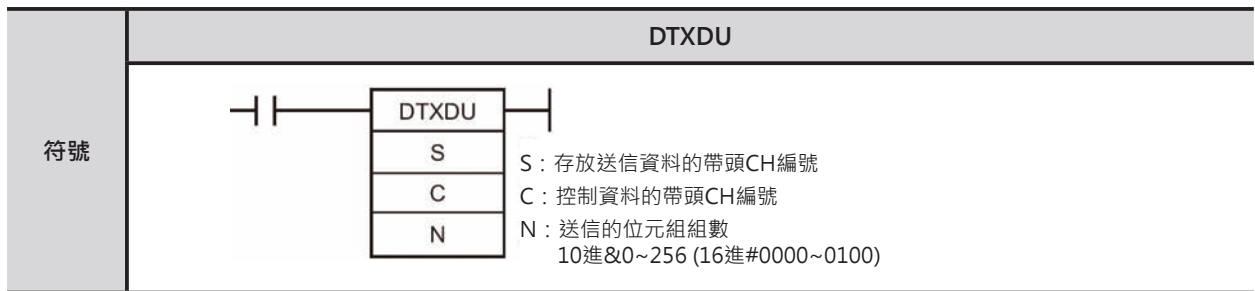 DTXDU
符號
DTXDU
S
C
N
S：存放送信資料的帶頭CH編號
C：控制資料的帶頭CH編號
N：送信的位元組組數
10進&0~256 (16進#0000~0100)